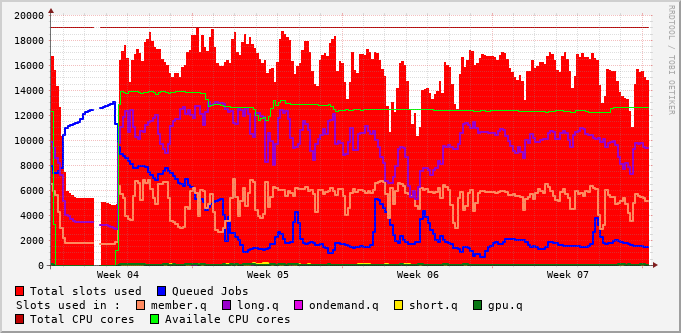 20000
18000
16000
14000
12000
10000
8000
6000
4000
2000
0
Week 04 Week 05 Week 06 Week 07
RRDTOOL / TOBI OETIKER
Total slots used Queued Jobs
Slots used in : member.q long.q ondemand.q short.q gpu.q
Total CPU cores Availale CPU cores